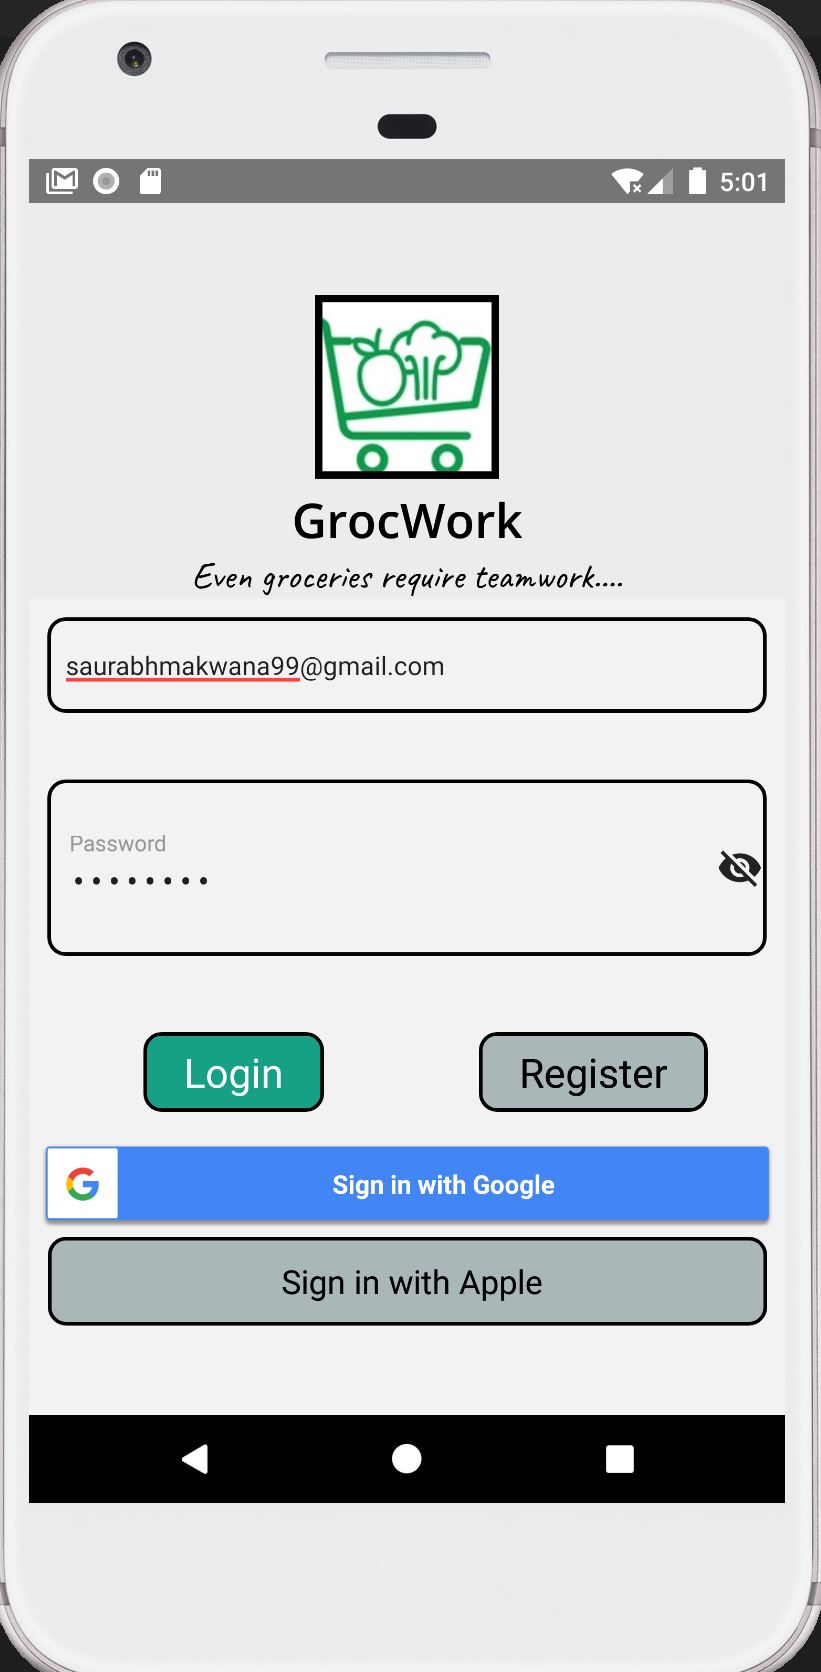 5:01
GrocWork
Even groceries require teamwork....
saurabhmakwana99@gmail.com
Password
••••••••
Login
Register
Sign in with Google
Sign in with Apple